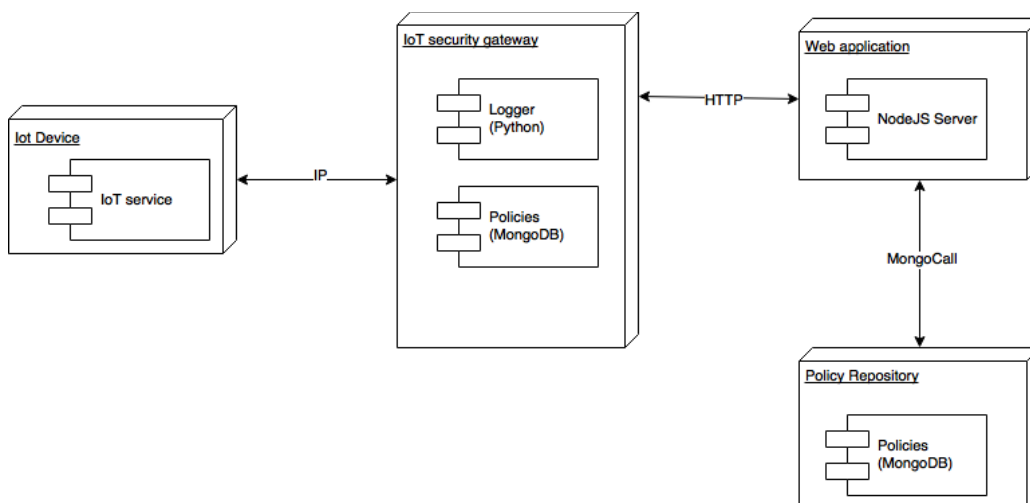 Iot Device
IoT service
IP
IoT security gateway
Logger
(Python)
Policies
(MongoDB)
HTTP
Web application
NodeJS Server
MongoCall
Policy Repository
Policies
(MongoDB)